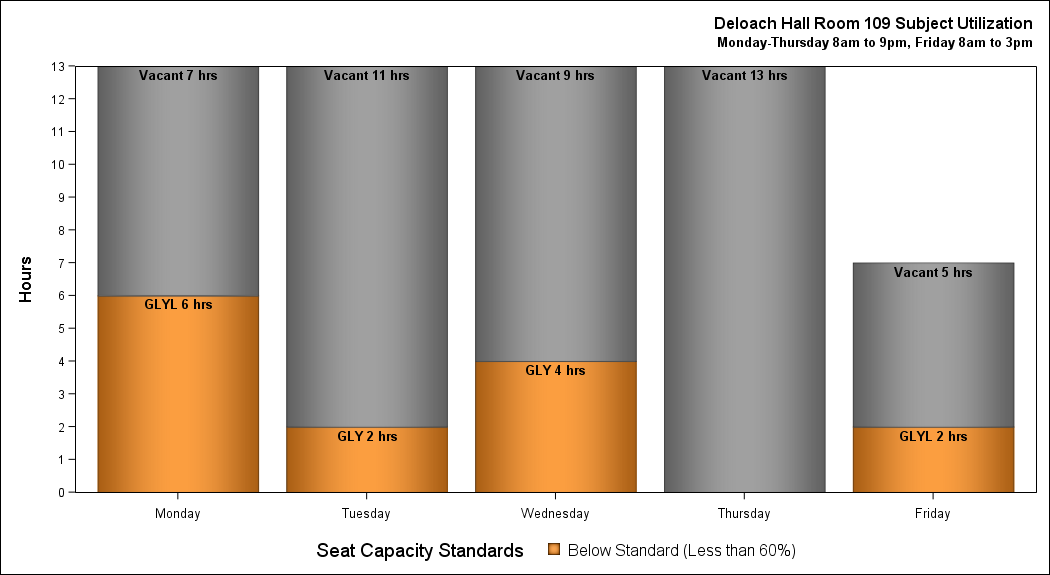 Deloach Hall Room 109 Subject Utilization
Monday-Thursday 8am to 9pm, Friday 8am to 3pm
Hours
13
12
11
10
9
8
7
6
5
4
3
2
1
0
Vacant 7 hrs
GLYL 6 hrs
Vacant 11 hrs
GLY 2 hrs
Vacant 9 hrs
GLY 4 hrs
Vacant 13 hrs
Vacant 5 hrs
GLYL 2 hrs
Monday
Tuesday
Wednesday
Thursday
Friday
Seat Capacity Standards Below Standard (Less than 60%)